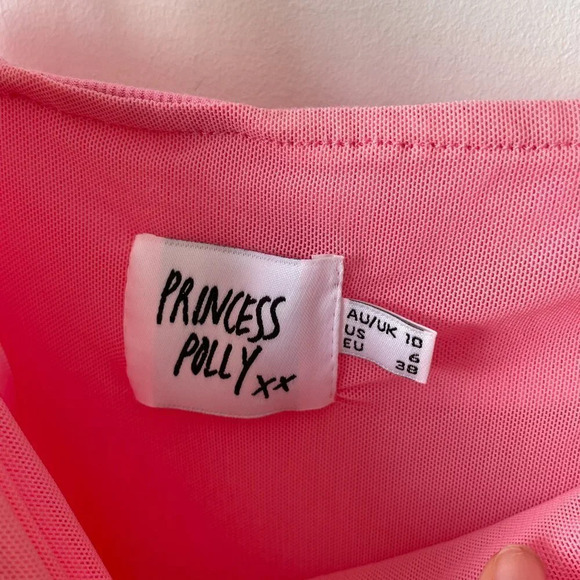 PRINCESS
POLLY xx
AU/UK 10
US 6
EU 38